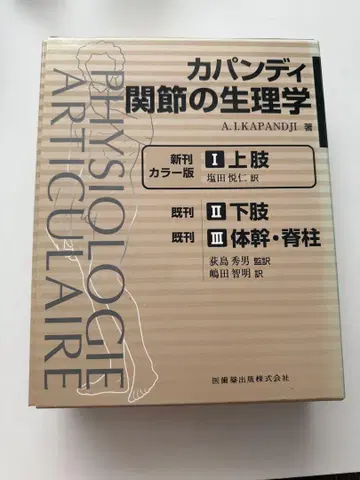 PHYSIOLOGIE
ARTICULAIRE
カパンディ
関節の生理学
A. I. KAPANDJI 著
新刊
カラー版
I 上肢
塩田 悦仁 訳
既刊 II 下肢
既刊 III 体幹・脊柱
荻島 秀男 監訳
嶋田 智明 訳
医歯薬出版株式会社